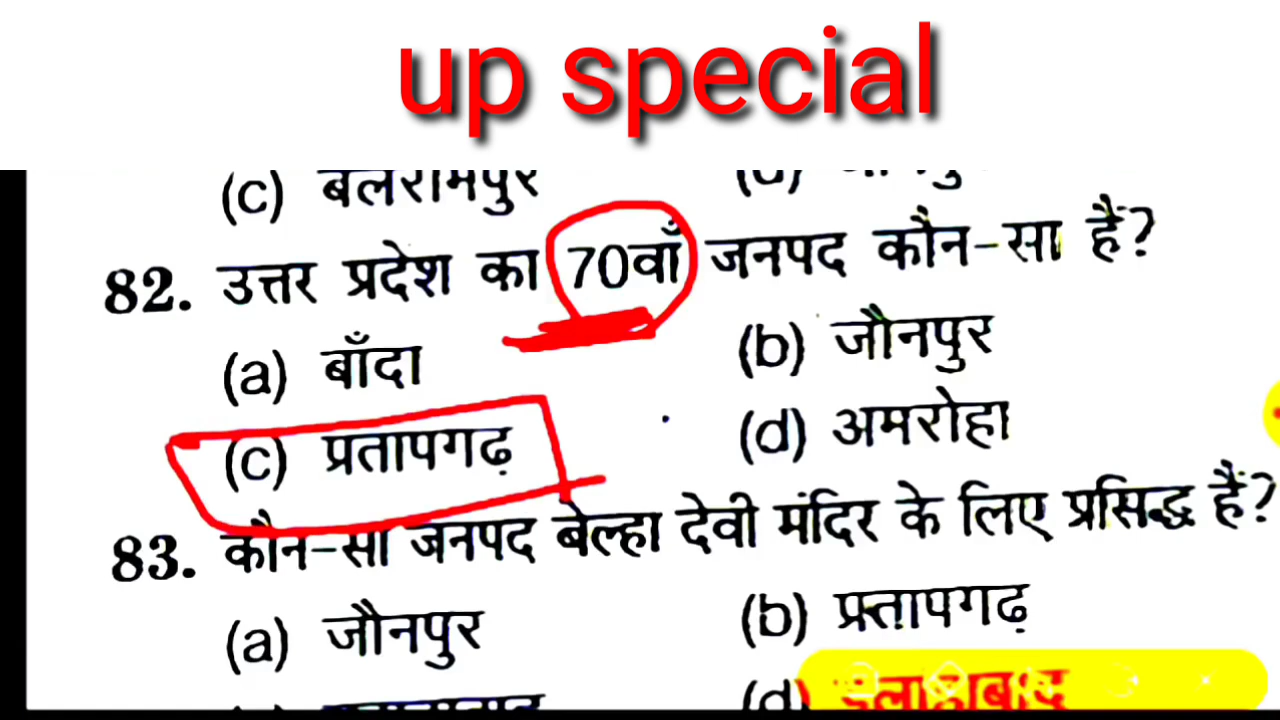 up special
(c) बलरामपुर
82. उत्तर प्रदेश का 70वाँ जनपद कौन-सा हैं?
(a) बाँदा (b) जौनपुर
(c) प्रतापगढ़ (d) अमरोहा
83. कौन-सा जनपद बेल्हा देवी मंदिर के लिए प्रसिद्ध हैं?
(a) जौनपुर (b) प्रतापगढ़
(d) इलाहाबाद